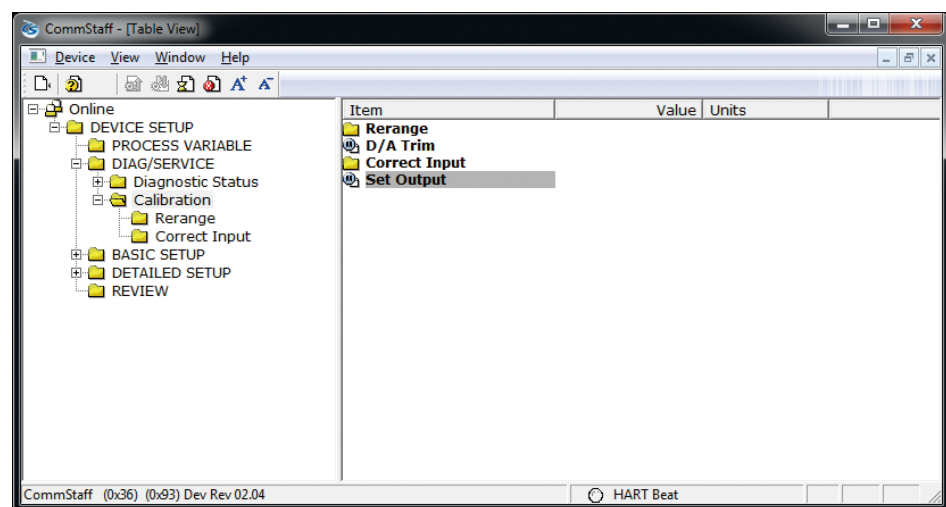 CommStaff - [Table View]
Device View Window Help
Online
DEVICE SETUP
PROCESS VARIABLE
DIAG/SERVICE
Diagnostic Status
Calibration
Rerange
Correct Input
BASIC SETUP
DETAILED SETUP
REVIEW
Item Value Units
Rerange
D/A Trim
Correct Input
Set Output
CommStaff (0x36) (0x93) Dev Rev 02.04 HART Beat